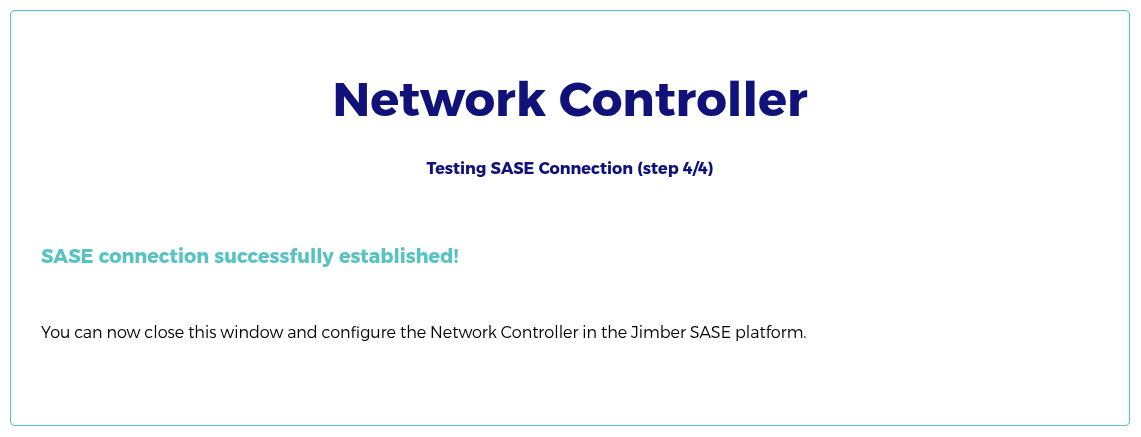 Network Controller
Testing SASE Connection (step 4/4)
SASE connection successfully established!
You can now close this window and configure the Network Controller in the Jimber SASE platform.